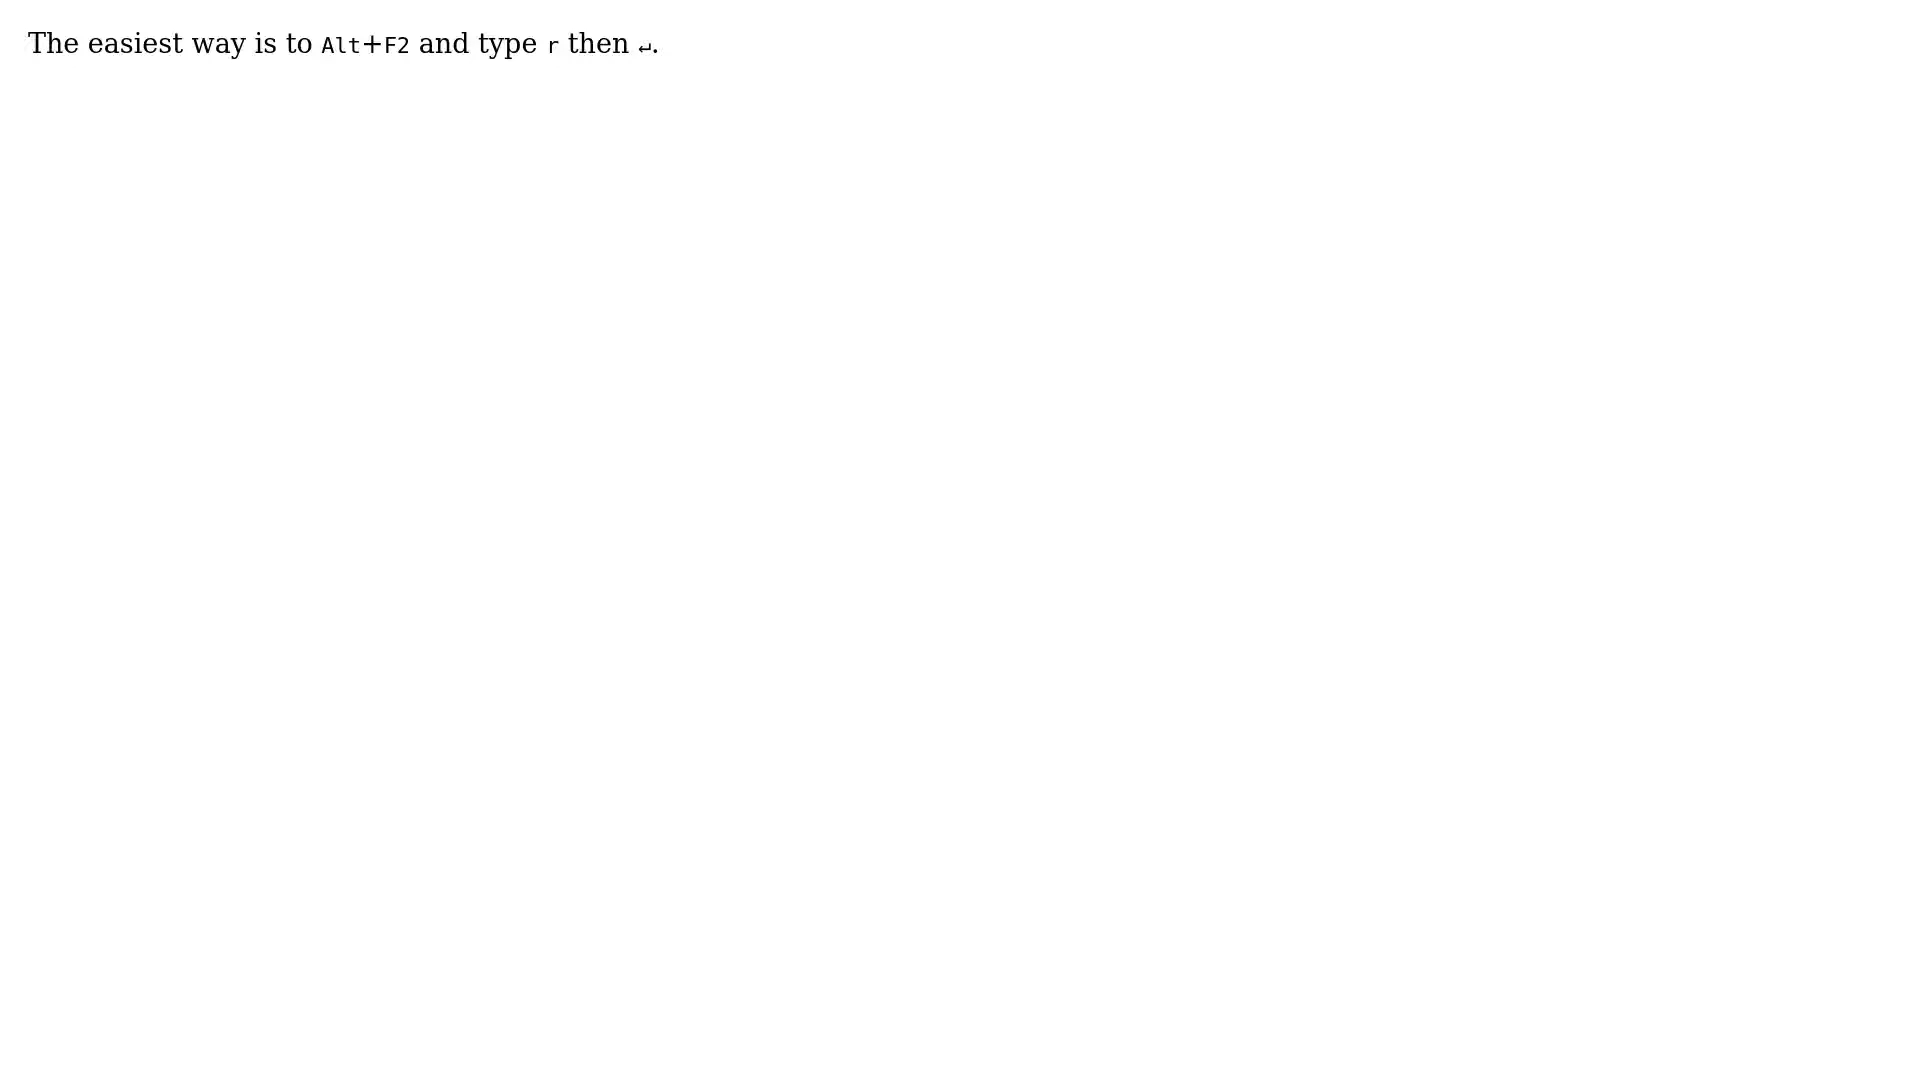 The easiest way is to Alt+F2 and type r then ↵.